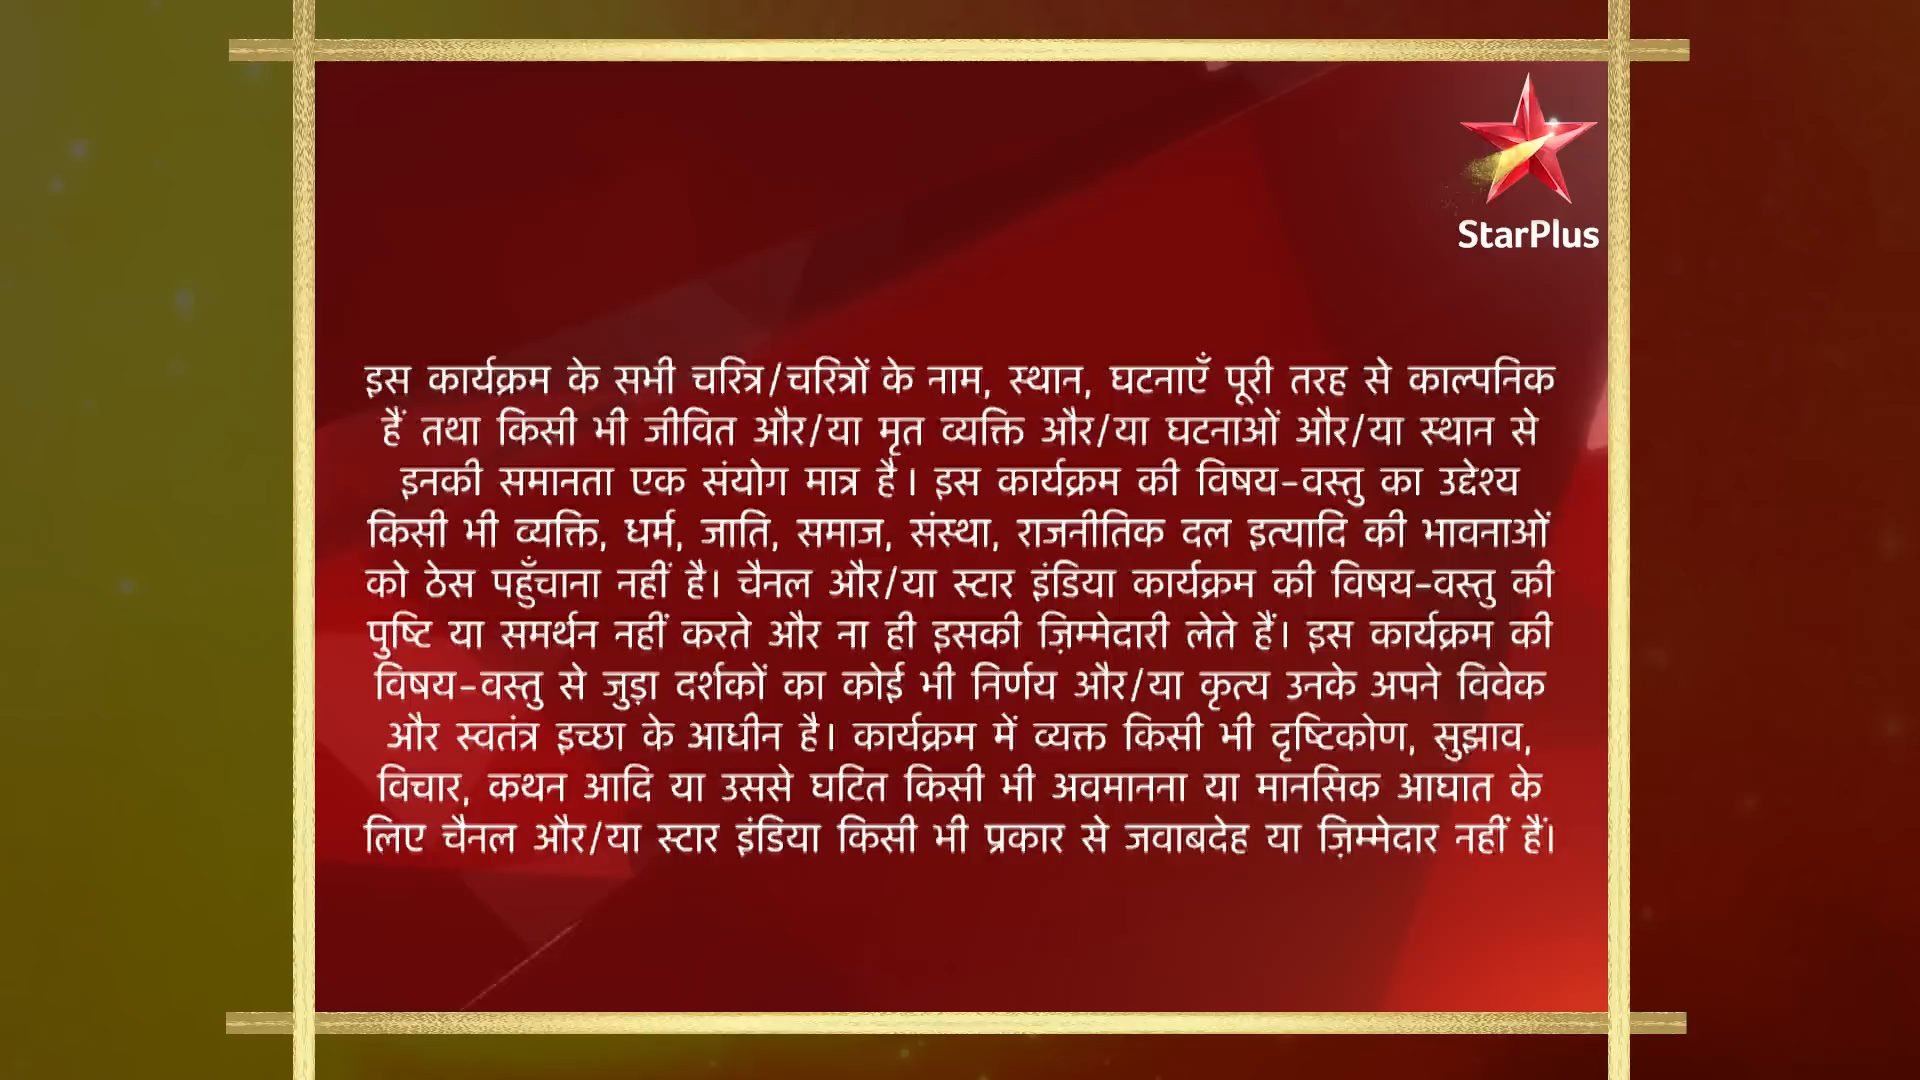 StarPlus
इस कार्यक्रम के सभी चरित्र/चरित्रों के नाम, स्थान, घटनाएँ पूरी तरह से काल्पनिक
हैं तथा किसी भी जीवित और/या मृत व्यक्ति और/या घटनाओं और/या स्थान से
इनकी समानता एक संयोग मात्र है। इस कार्यक्रम की विषय-वस्तु का उद्देश्य
किसी भी व्यक्ति, धर्म, जाति, समाज, संस्था, राजनीतिक दल इत्यादि की भावनाओं
को ठेस पहुँचाना नहीं है। चैनल और/या स्टार इंडिया कार्यक्रम की विषय-वस्तु की
पुष्टि या समर्थन नहीं करते और ना ही इसकी ज़िम्मेदारी लेते हैं। इस कार्यक्रम की
विषय-वस्तु से जुड़ा दर्शकों का कोई भी निर्णय और/या कृत्य उनके अपने विवेक
और स्वतंत्र इच्छा के आधीन है। कार्यक्रम में व्यक्त किसी भी दृष्टिकोण, सुझाव,
विचार, कथन आदि या उससे घटित किसी भी अवमानना या मानसिक आघात के
लिए चैनल और/या स्टार इंडिया किसी भी प्रकार से जवाबदेह या ज़िम्मेदार नहीं हैं।